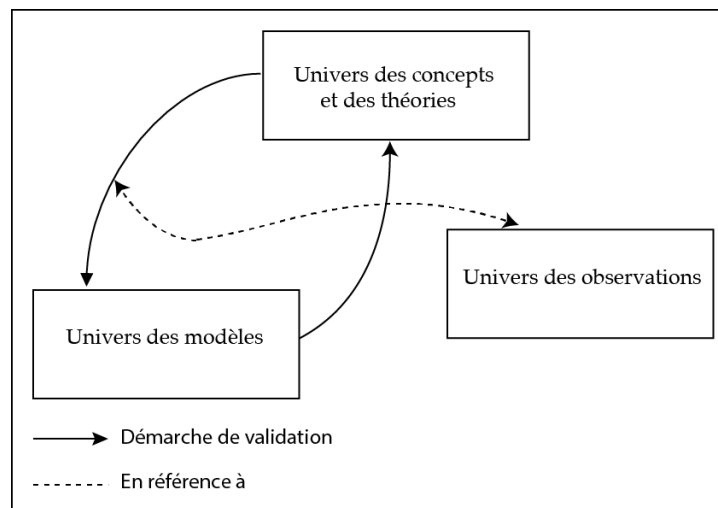 Univers des concepts
et des théories
Univers des observations
Univers des modèles
Démarche de validation
En référence à